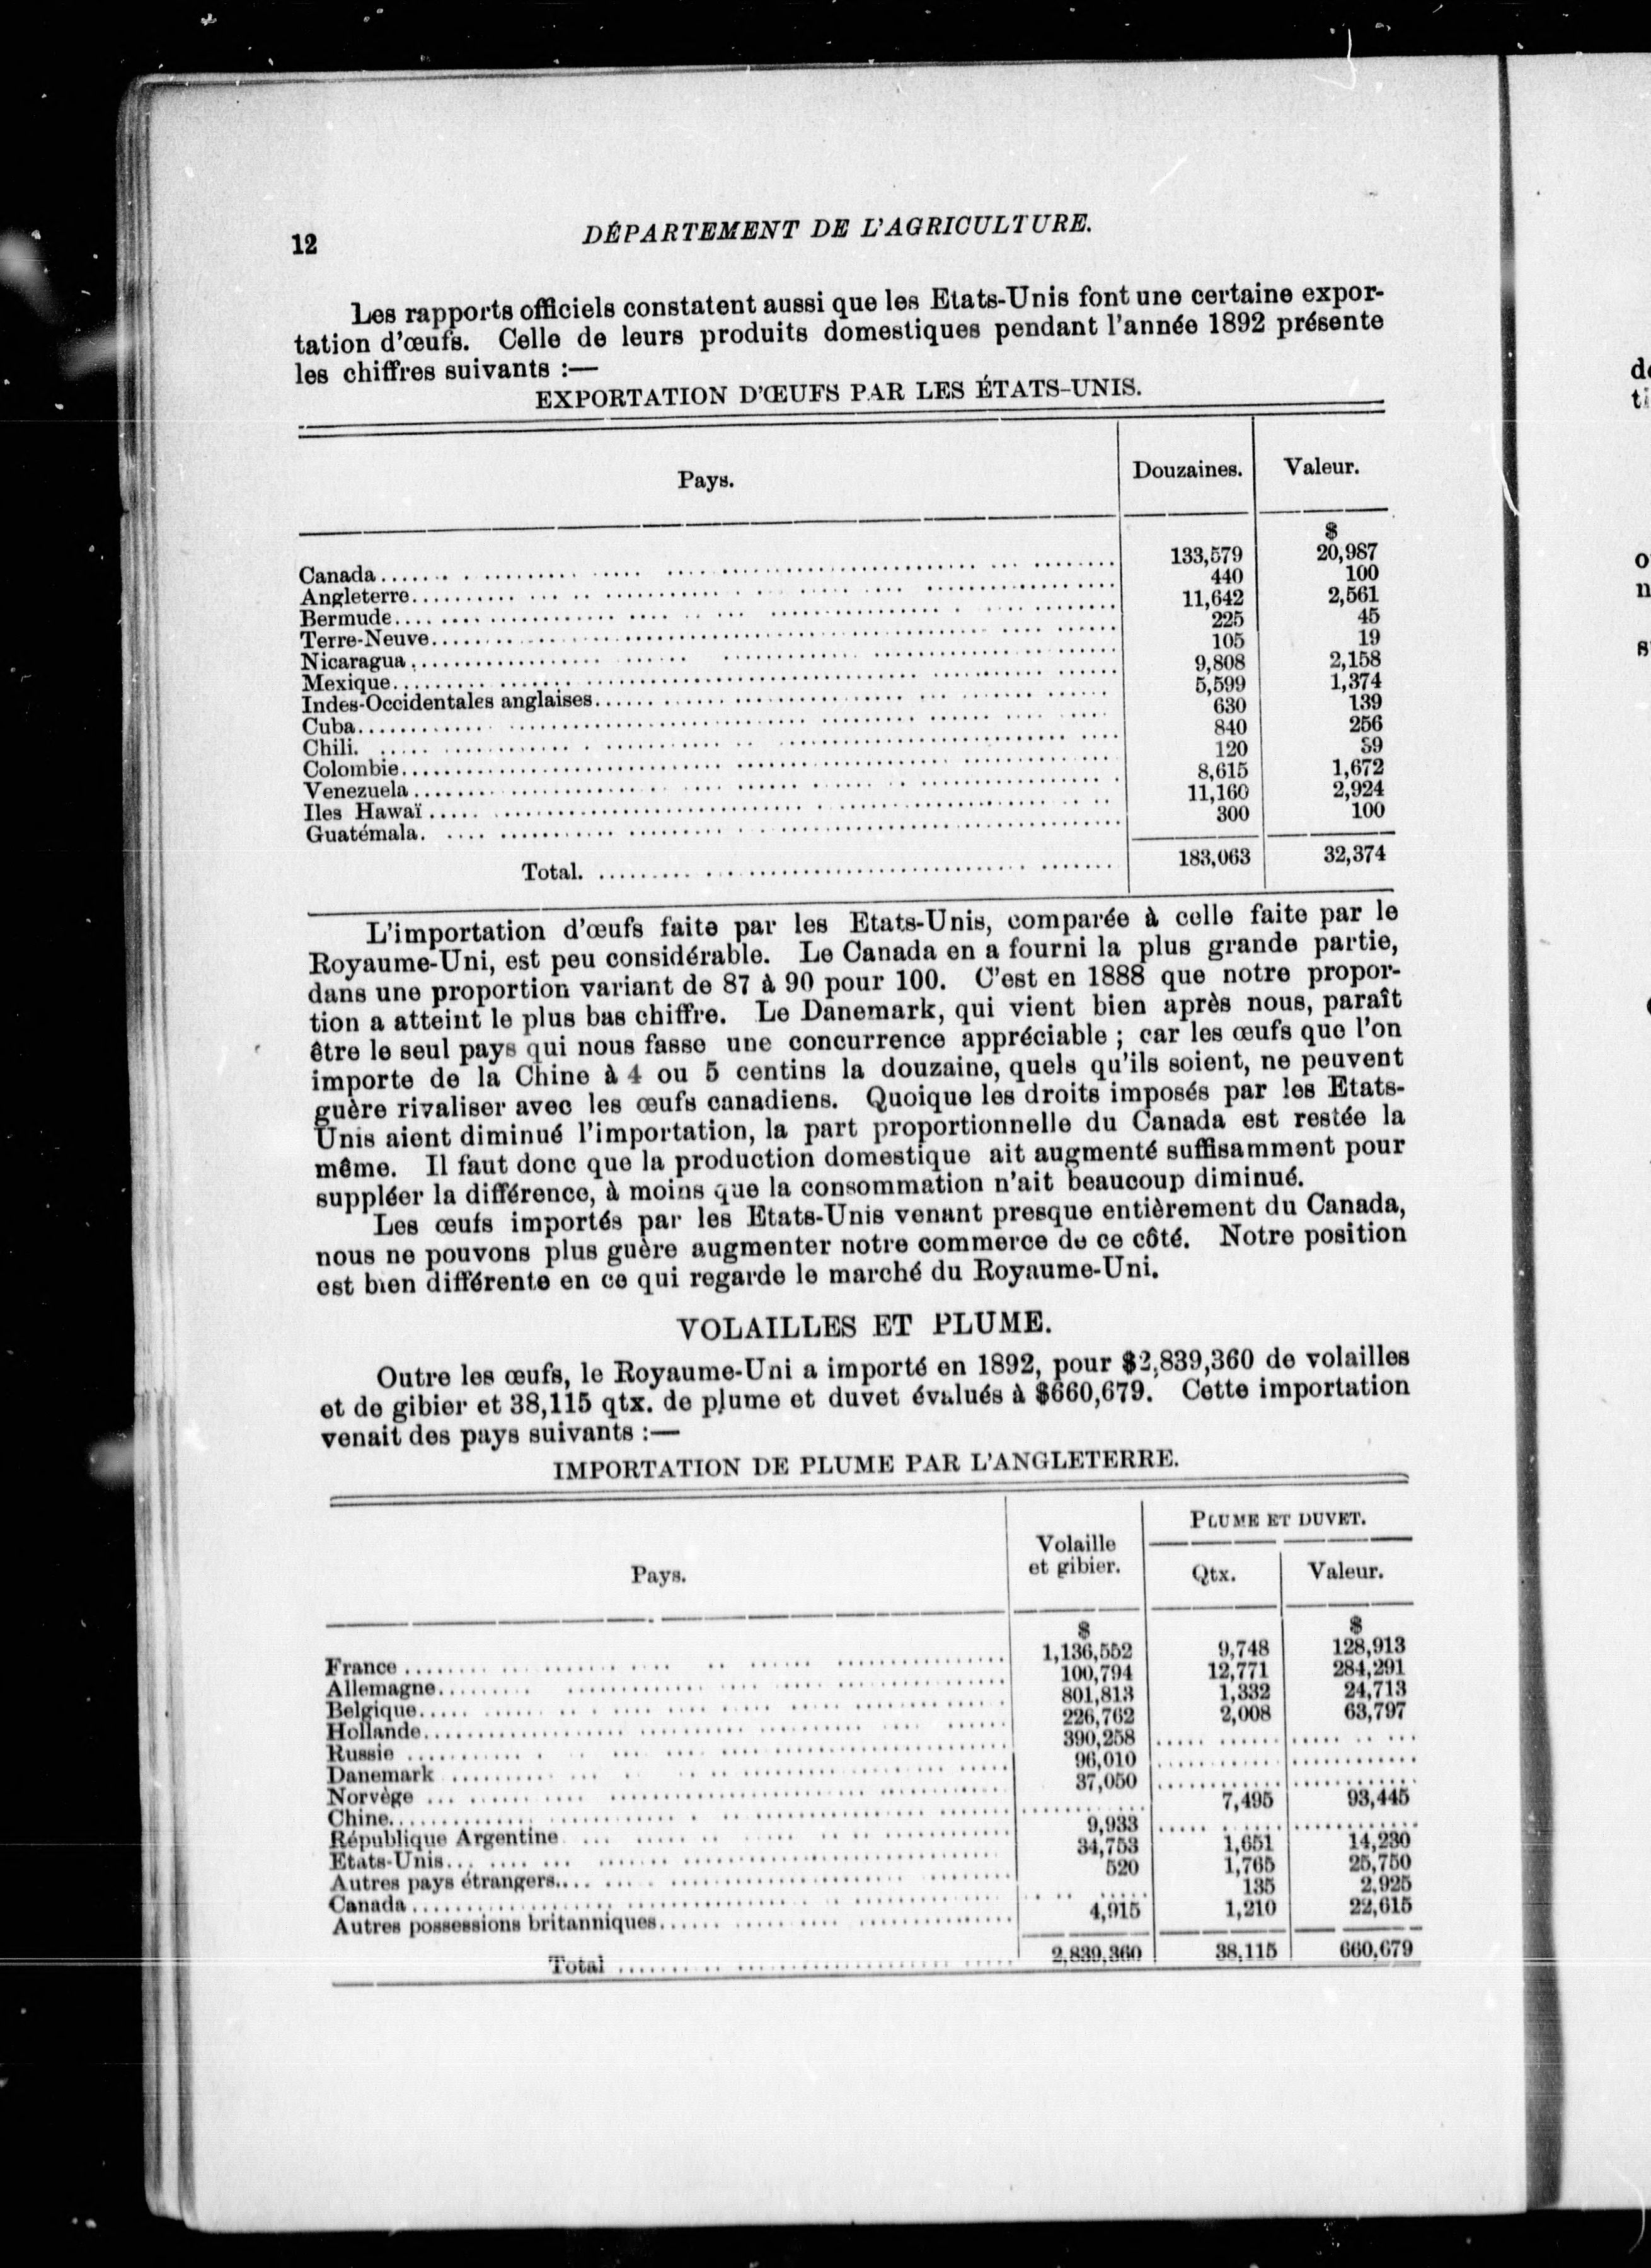 12
DÉPARTEMENT DE L'AGRICULTURE.
Les rapports officiels constatent aussi que les Etats-Unis font une certaine expor-
tation d'œufs. Celle de leurs produits domestiques pendant l'année 1892 présente
les chiffres suivants :—
EXPORTATION D'ŒUFS PAR LES ÉTATS-UNIS.
Pays. Douzaines. Valeur.
$
Canada 133,579 20,987
Angleterre 440 100
Bermude 11,642 2,561
Terre-Neuve 225 45
Nicaragua 105 19
Mexique 9,808 2,158
Indes-Occidentales anglaises 5,599 1,374
Cuba 630 139
Chili. 840 256
Colombie 120 39
Venezuela 8,615 1,672
Iles Hawaï 11,160 2,924
Guatémala. 300 100
Total. 183,063 32,374
L'importation d'œufs faite par les Etats-Unis, comparée à celle faite par le
Royaume-Uni, est peu considérable. Le Canada en a fourni la plus grande partie,
dans une proportion variant de 87 à 90 pour 100. C'est en 1888 que notre propor-
tion a atteint le plus bas chiffre. Le Danemark, qui vient bien après nous, paraît
être le seul pays qui nous fasse une concurrence appréciable ; car les œufs que l'on
importe de la Chine à 4 ou 5 centins la douzaine, quels qu'ils soient, ne peuvent
guère rivaliser avec les œufs canadiens. Quoique les droits imposés par les Etats-
Unis aient diminué l'importation, la part proportionnelle du Canada est restée la
même. Il faut donc que la production domestique ait augmenté suffisamment pour
suppléer la différence, à moins que la consommation n'ait beaucoup diminué.
Les œufs importés par les Etats-Unis venant presque entièrement du Canada,
nous ne pouvons plus guère augmenter notre commerce de ce côté. Notre position
est bien différente en ce qui regarde le marché du Royaume-Uni.
VOLAILLES ET PLUME.
Outre les œufs, le Royaume-Uni a importé en 1892, pour $2,839,360 de volailles
et de gibier et 38,115 qtx. de plume et duvet évalués à $660,679. Cette importation
venait des pays suivants :—
IMPORTATION DE PLUME PAR L'ANGLETERRE.
Pays. Volaille et gibier. PLUME ET DUVET.
Qtx. Valeur.
$ $
France 1,136,552 9,748 128,913
Allemagne 100,794 12,771 284,291
Belgique 801,813 1,332 24,713
Hollande 226,762 2,008 63,797
Russie 390,258
Danemark 96,010
Norvège 37,050
Chine 7,495 93,445
République Argentine 9,933
Etats-Unis 34,753 1,651 14,230
Autres pays étrangers 520 1,765 25,750
Canada 135 2,925
Autres possessions britanniques 4,915 1,210 22,615
Total 2,839,360 38,115 660,679